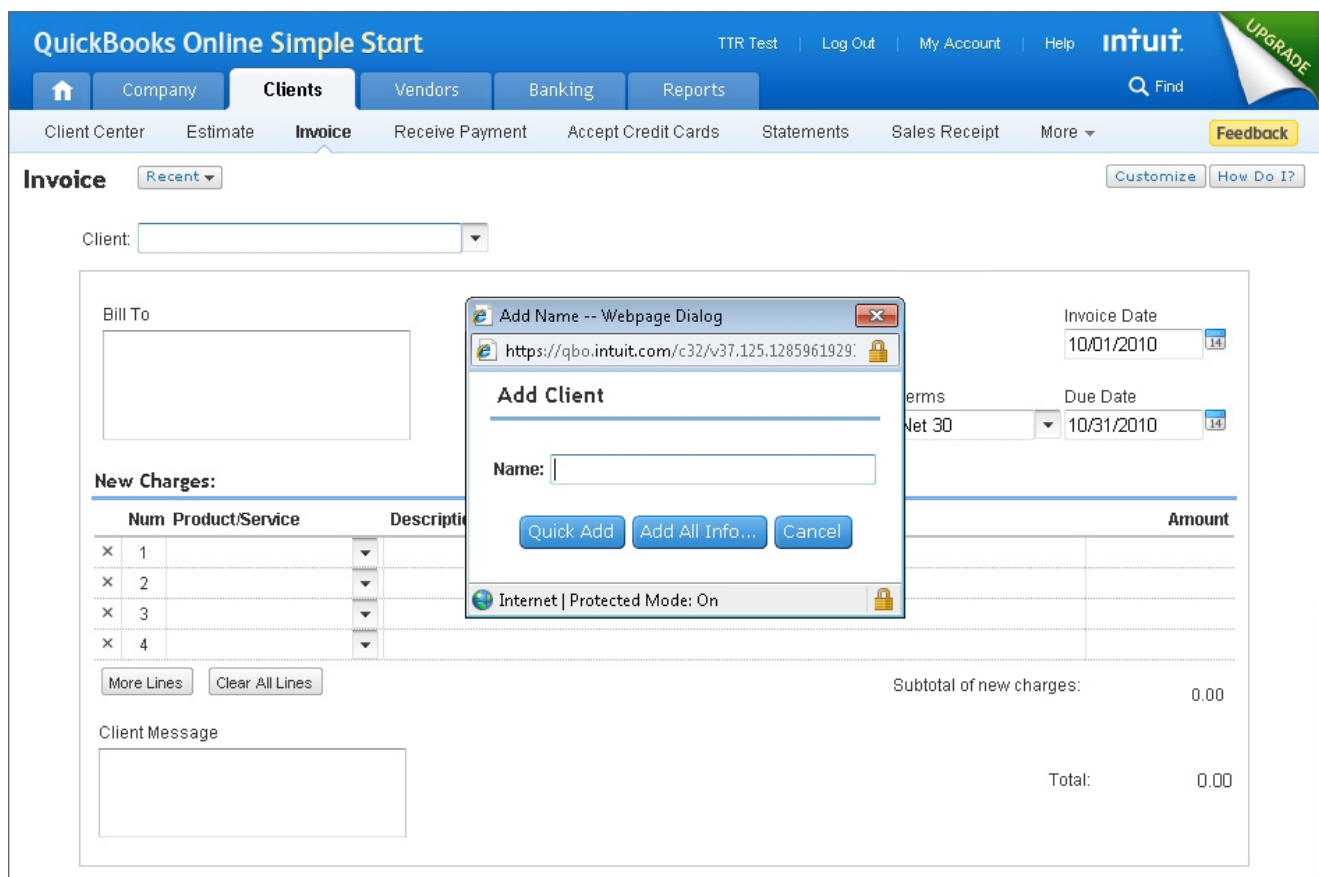 QuickBooks Online Simple Start
TTR Test | Log Out | My Account | Help intuit. UPGRADE
Company Clients Vendors Banking Reports Find
Client Center Estimate Invoice Receive Payment Accept Credit Cards Statements Sales Receipt More Feedback
Invoice Recent Customize How Do I?
Client:
Bill To
Invoice Date
10/01/2010 14
erms Due Date
Net 30 10/31/2010 14
Add Name -- Webpage Dialog
https://qbo.intuit.com/c32/v37.125.1285961929
Add Client
Name:
Quick Add Add All Info... Cancel
Internet | Protected Mode: On
New Charges:
Num Product/Service Descriptio Amount
× 1
× 2
× 3
× 4
More Lines Clear All Lines Subtotal of new charges: 0.00
Client Message
Total: 0.00